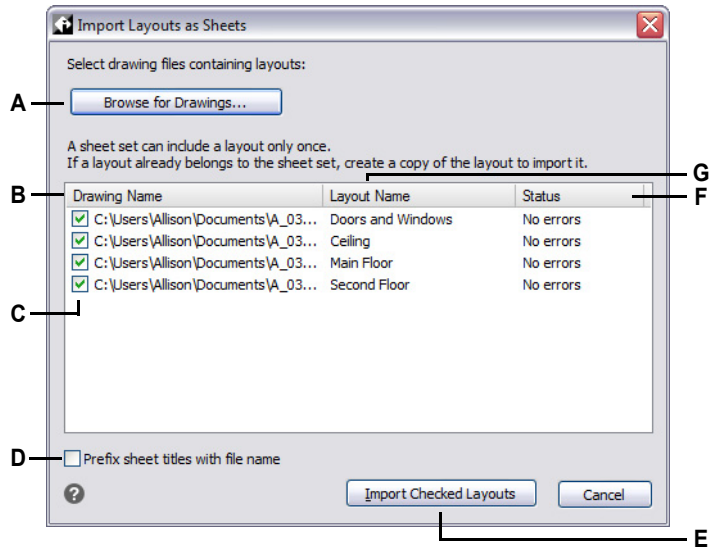 Import Layouts as Sheets
Select drawing files containing layouts:
A
Browse for Drawings...
A sheet set can include a layout only once.
If a layout already belongs to the sheet set, create a copy of the layout to import it.
G
B
Drawing Name Layout Name Status
F
C:\Users\Allison\Documents\A_03... Doors and Windows No errors
C:\Users\Allison\Documents\A_03... Ceiling No errors
C:\Users\Allison\Documents\A_03... Main Floor No errors
C:\Users\Allison\Documents\A_03... Second Floor No errors
C
D
Prefix sheet titles with file name
? Import Checked Layouts Cancel
E